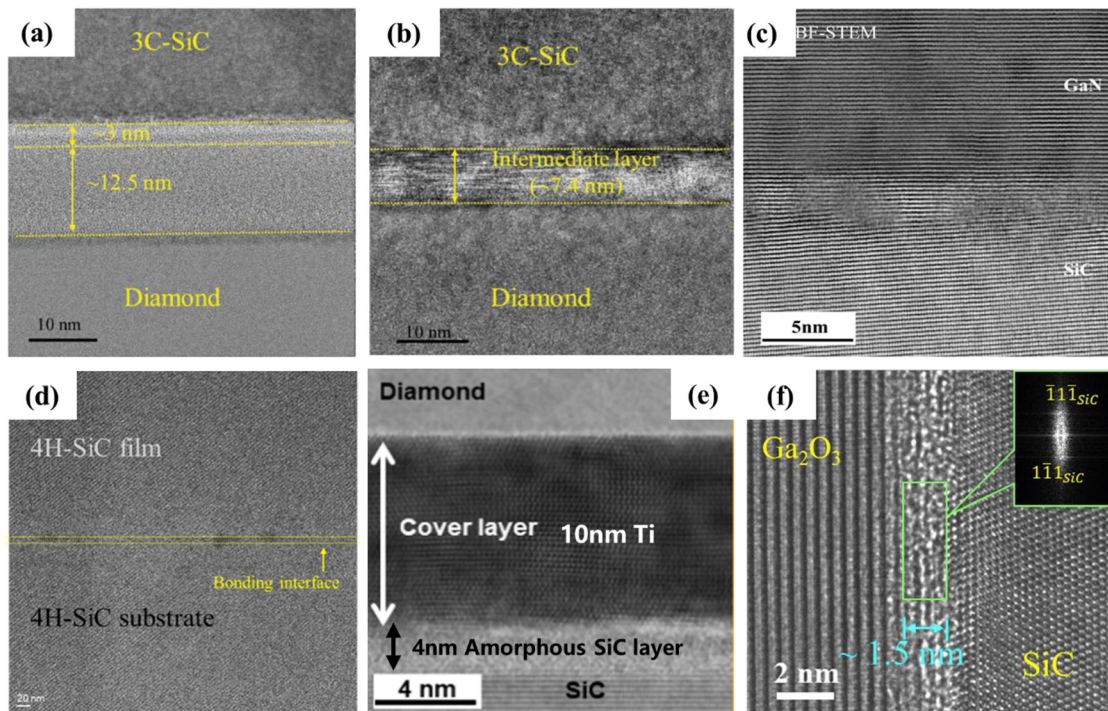 (a)
3C-SiC
~3 nm
~12.5 nm
Diamond
10 nm
(b)
3C-SiC
Intermediate layer
(~7.4 nm)
Diamond
10 nm
(c)
BF-STEM
GaN
SiC
5nm
(d)
4H-SiC film
Bonding interface
4H-SiC substrate
20 nm
(e)
Diamond
Cover layer
10nm Ti
4nm Amorphous SiC layer
4 nm
SiC
(f)
Ga₂O₃
1̅11̅SiC
11̅1SiC
~ 1.5 nm
2 nm
SiC